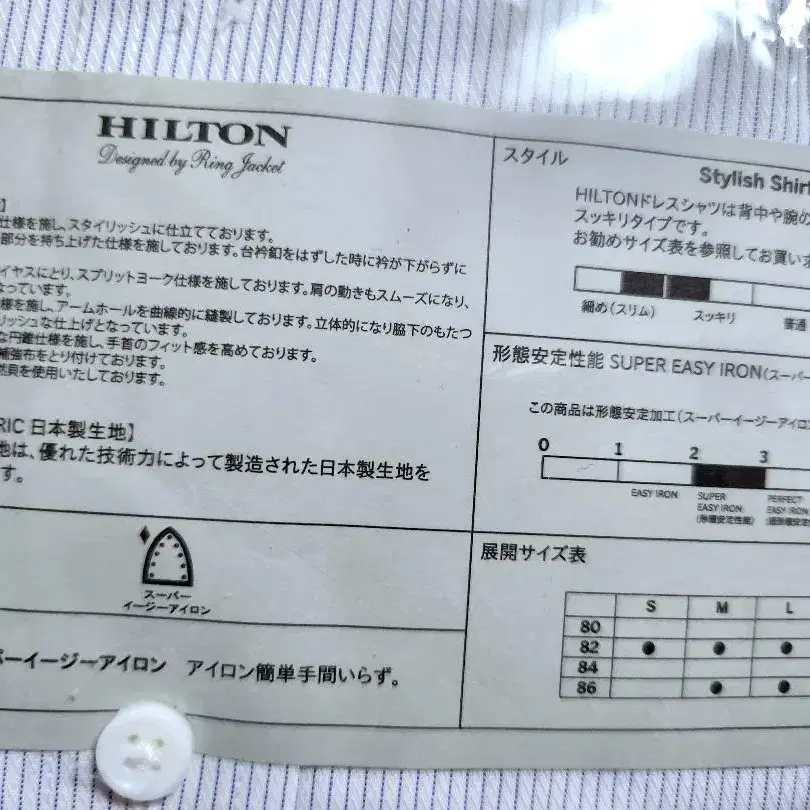 HILTON
Designed by Ring Jacket
】
仕様を施し、スタイリッシュに仕立てております。
部分を持ち上げた仕様を施しております。台衿釦をはずした時に衿が下がらずに
イヤスにとり、スプリットヨーク仕様を施しております。肩の動きもスムーズになり、
なっています。
様を施し、アームホールを曲線的に縫製しております。立体的になり脇下のもたつ
リッシュな仕上げとなっています。
な円錐仕様を施し、手首のフィット感を高めております。
補強布をとり付けております。
然貝を使用いたしております。
RIC 日本製生地】
地は、優れた技術力によって製造された日本製生地を
す。
スーパー
イージーアイロン
パーイージーアイロン アイロン簡単手間いらず。
スタイル
Stylish Shirt
HILTONドレスシャツは背中や腕の
スッキリタイプです。
お勧めサイズ表を参照してお買い求
細め(スリム) スッキリ 普通
形態安定性能 SUPER EASY IRON(スーパー
この商品は形態安定加工(スーパーイージーアイロン
0 1 2 3
EASY IRON SUPER EASY IRON (形態安定性能) PERFECT EASY IRON
展開サイズ表
S M L
80
82 ● ● ●
84
86 ● ●